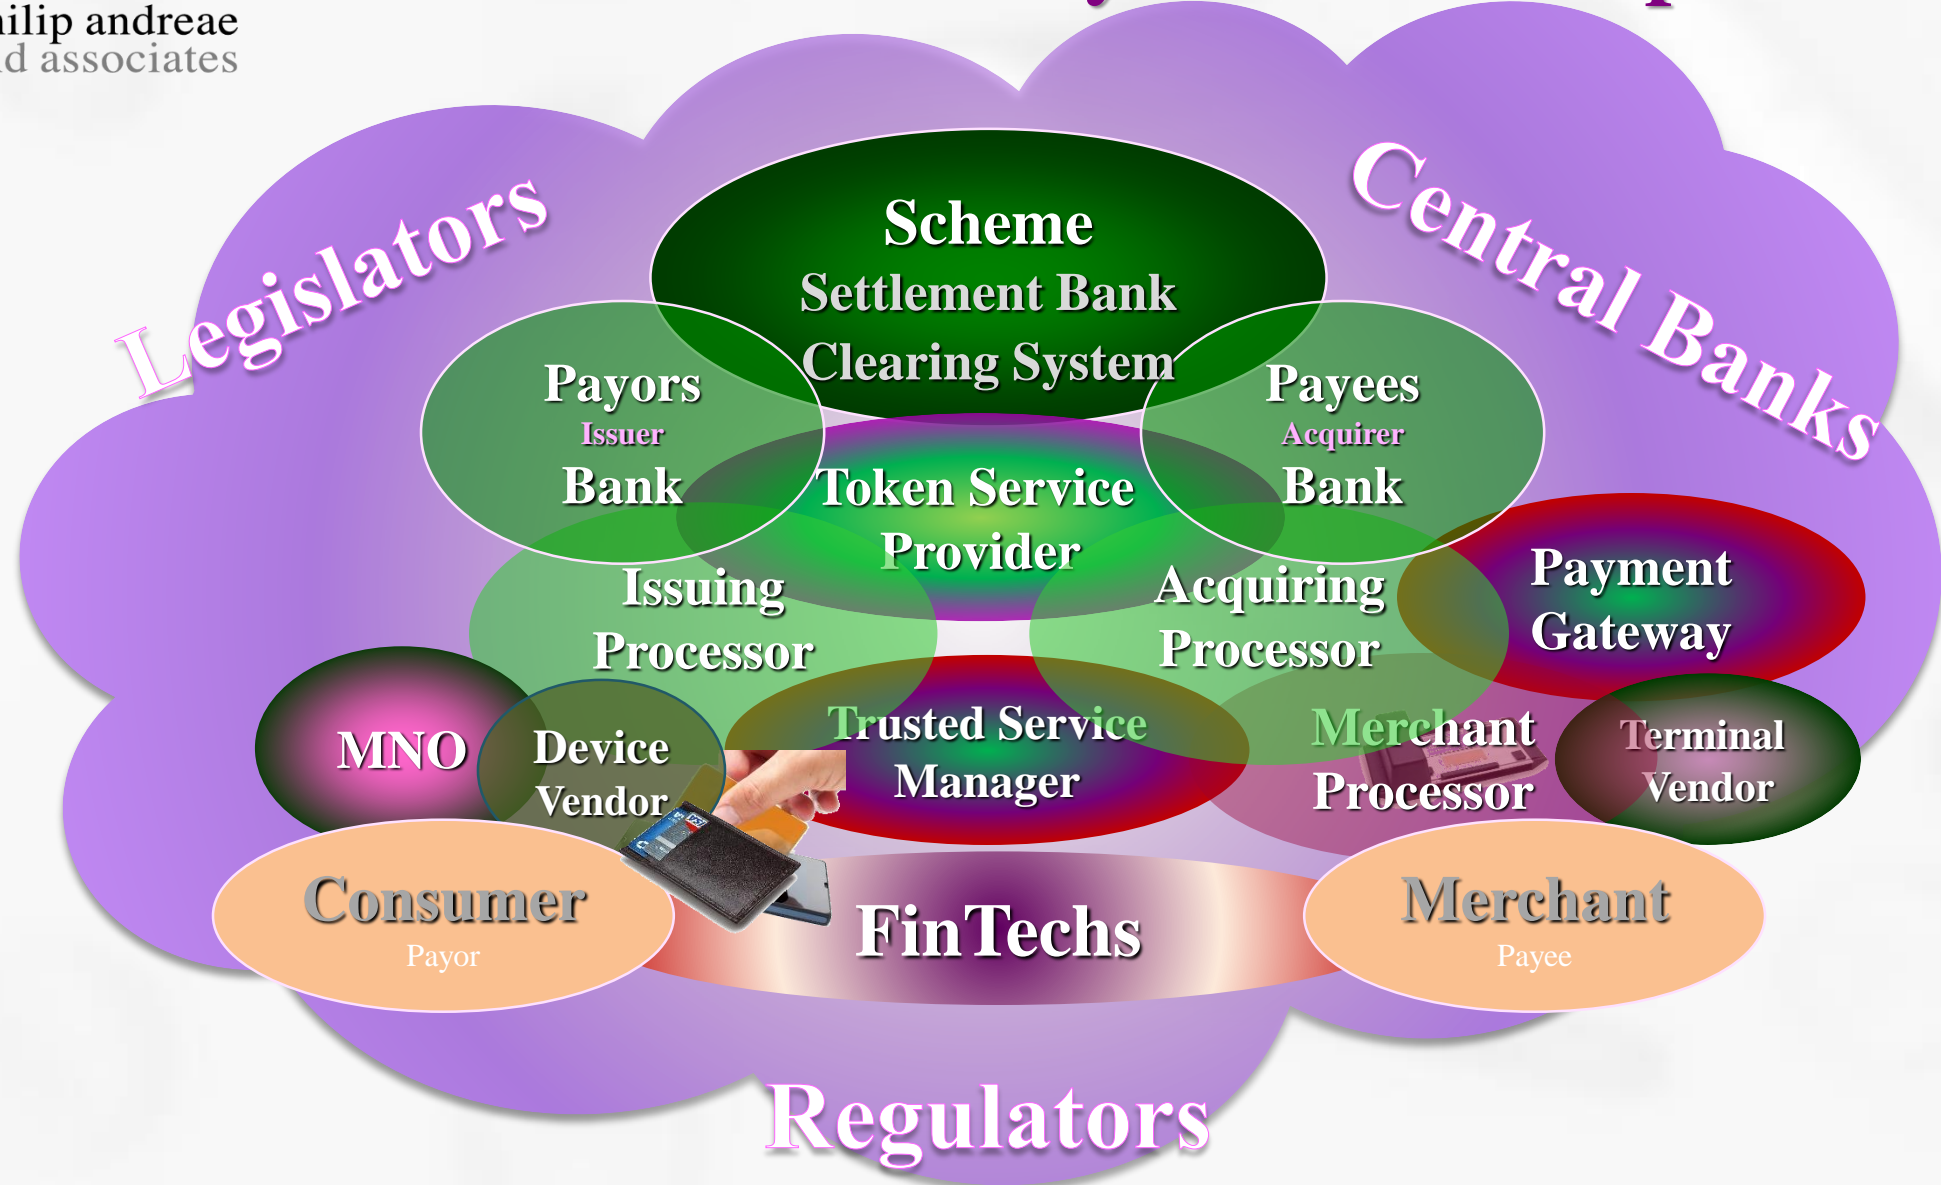 philip andreae
and associates
Legislators
Central Banks
Scheme
Settlement Bank
Clearing System
Payors
Issuer
Bank
Payees
Acquirer
Bank
Token Service
Provider
Issuing
Processor
Acquiring
Processor
Payment
Gateway
MNO
Device
Vendor
Trusted Service
Manager
Merchant
Processor
Terminal
Vendor
Consumer
Payor
FinTechs
Merchant
Payee
Regulators